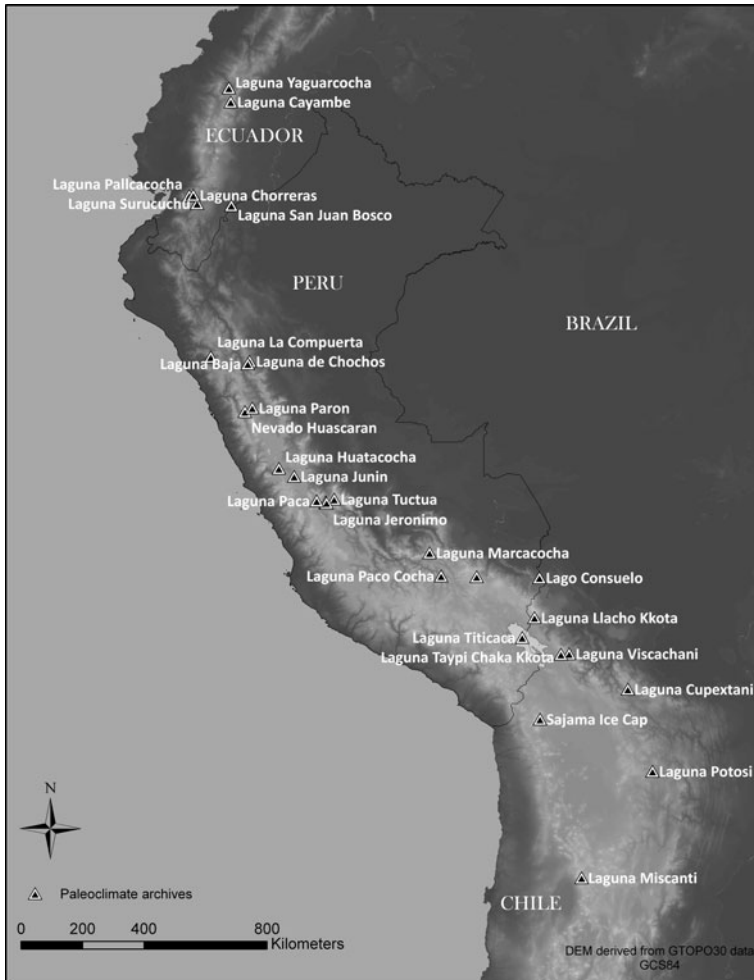 Laguna Yaguarcocha
Laguna Cayambe
ECUADOR
Laguna Pallcacocha
Laguna Chorreras
Laguna Surucuchu
Laguna San Juan Bosco
PERU
BRAZIL
Laguna La Compuerta
Laguna Baja
Laguna de Chochos
Laguna Paron
Nevado Huascaran
Laguna Huatacocha
Laguna Junin
Laguna Paca
Laguna Tuctua
Laguna Jeronimo
Laguna Marcacocha
Laguna Paco Cocha
Lago Consuelo
Laguna Llacho Kkota
Laguna Titicaca
Laguna Taypi Chaka Kkota
Laguna Viscachani
Laguna Cupextani
Sajama Ice Cap
Laguna Potosi
N
Laguna Miscanti
Paleoclimate archives
CHILE
0 200 400 800
Kilometers
DEM derived from GTOPO30 data
GCS84